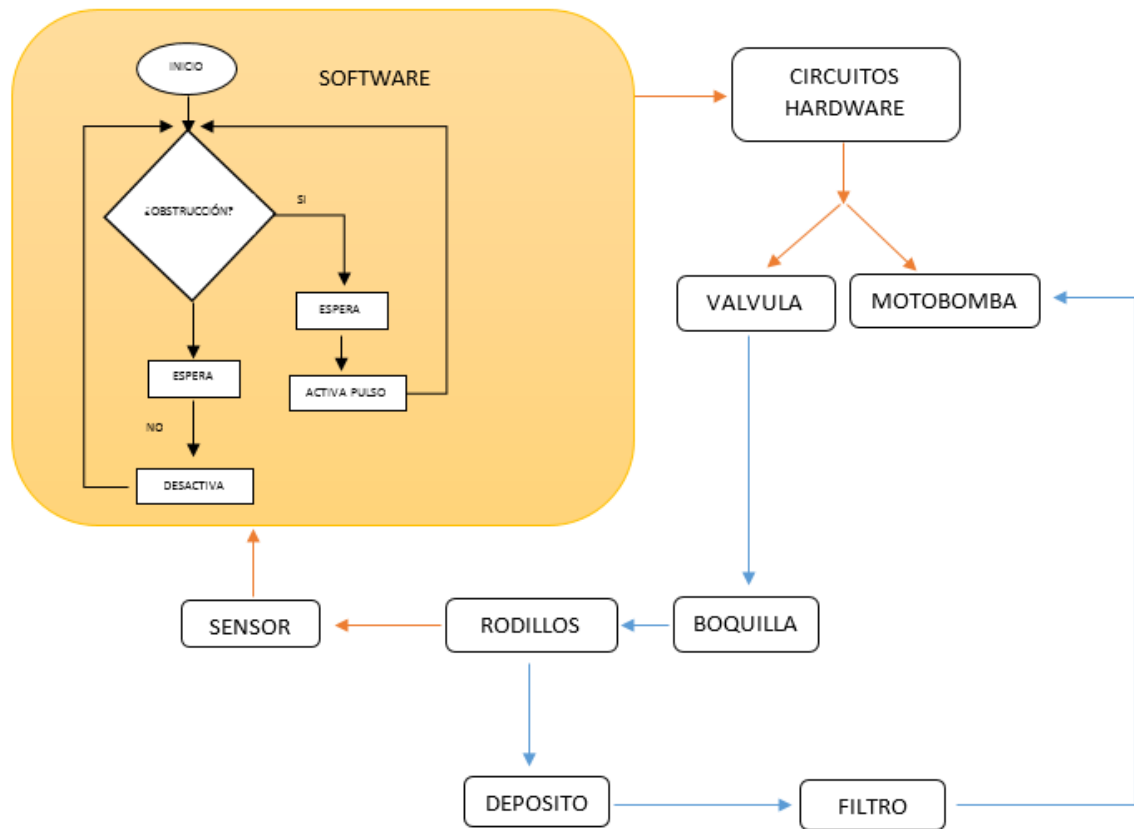 INICIO
SOFTWARE
¿OBSTRUCCIÓN?
SI
ESPERA
ACTIVA PULSO
ESPERA
NO
DESACTIVA
CIRCUITOS
HARDWARE
VALVULA
MOTOBOMBA
SENSOR
RODILLOS
BOQUILLA
DEPOSITO
FILTRO